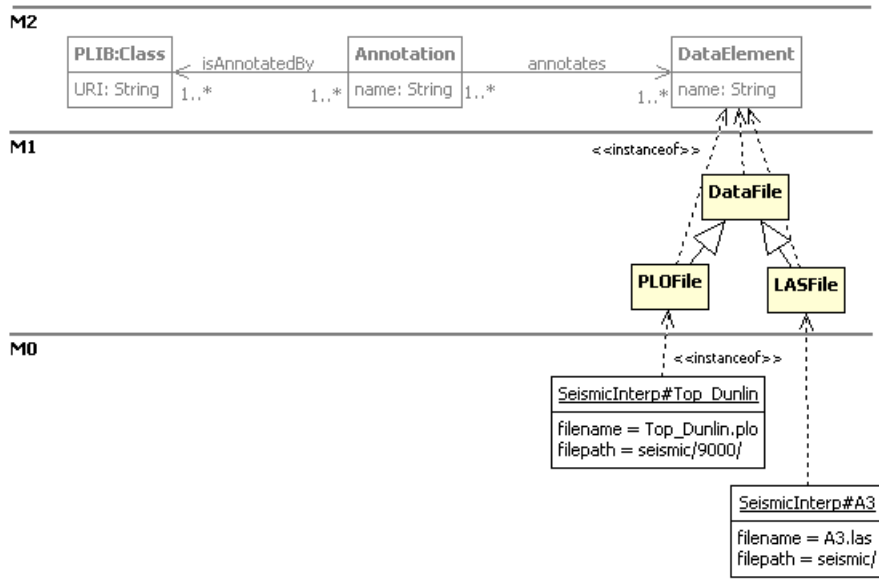 M2
PLIB:Class
isAnnotatedBy
Annotation
annotates
DataElement
URI: String
1..*
1..*
name: String
1..*
1..*
name: String
M1
<<instanceof>>
DataFile
PLOFile
LASFile
M0
<<instanceof>>
SeismicInterp#Top_Dunlin
filename = Top_Dunlin.plo
filepath = seismic/9000/
SeismicInterp#A3
filename = A3.las
filepath = seismic/